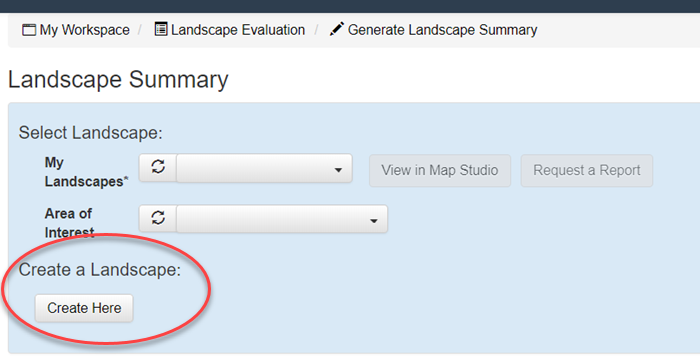 My Workspace / Landscape Evaluation / Generate Landscape Summary
Landscape Summary
Select Landscape:
My Landscapes* View in Map Studio Request a Report
Area of Interest
Create a Landscape:
Create Here